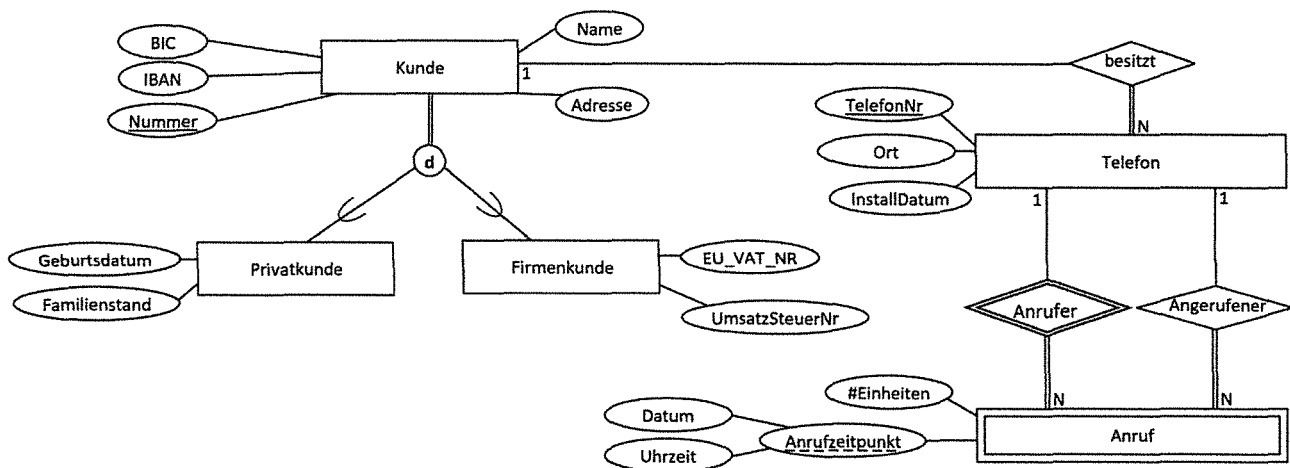 Name
BIC
Kunde
1
besitzt
IBAN
Nummer
Adresse
TelefonNr
N
Ort
Telefon
d
InstallDatum
1
1
Geburtsdatum
Privatkunde
Firmenkunde
EU_VAT_NR
Familienstand
UmsatzSteuerNr
Anrufer
Angerufener
#Einheiten
N
N
Datum
Anrufzeitpunkt
Anruf
Uhrzeit